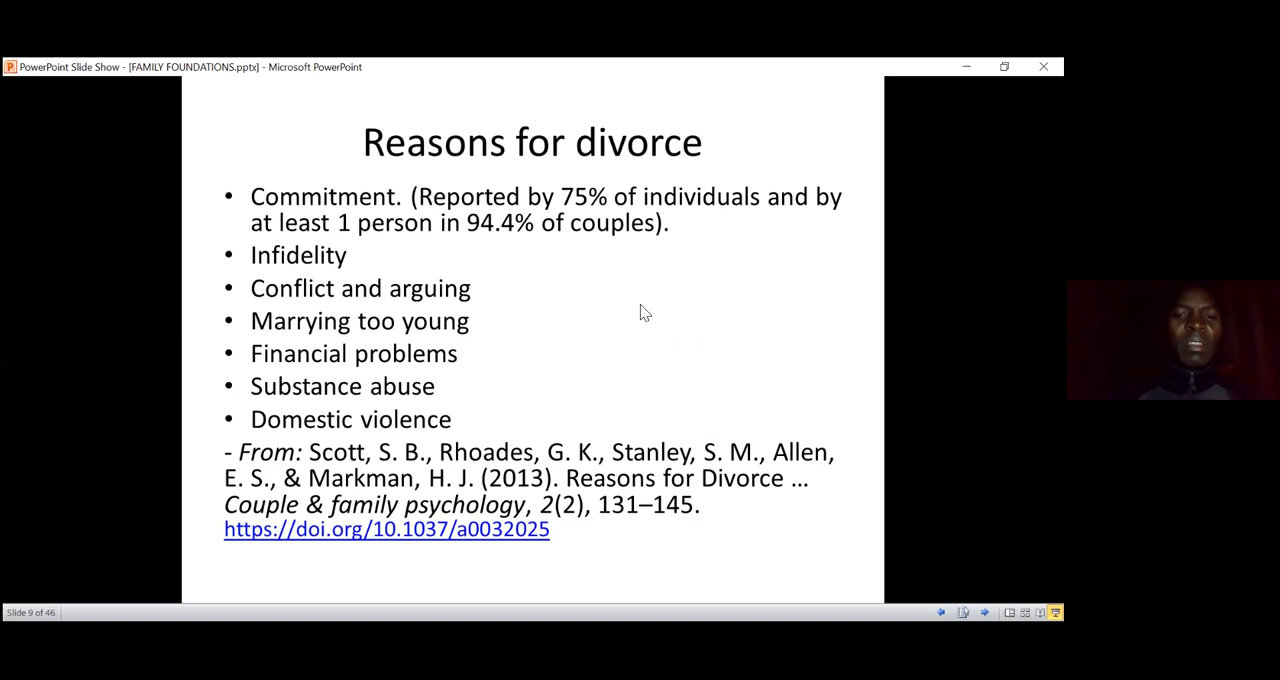 PowerPoint Slide Show - [FAMILY FOUNDATIONS.pptx] - Microsoft PowerPoint
Reasons for divorce
• Commitment. (Reported by 75% of individuals and by
at least 1 person in 94.4% of couples).
• Infidelity
• Conflict and arguing
• Marrying too young
• Financial problems
• Substance abuse
• Domestic violence
- From: Scott, S. B., Rhoades, G. K., Stanley, S. M., Allen,
E. S., & Markman, H. J. (2013). Reasons for Divorce ...
Couple & family psychology, 2(2), 131–145.
https://doi.org/10.1037/a0032025
Slide 9 of 46